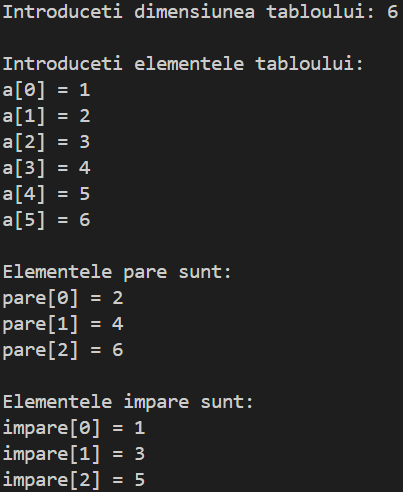 Introduceti dimensiunea tabloului: 6
Introduceti elementele tabloului:
a[0] = 1
a[1] = 2
a[2] = 3
a[3] = 4
a[4] = 5
a[5] = 6
Elementele pare sunt:
pare[0] = 2
pare[1] = 4
pare[2] = 6
Elementele impare sunt:
impare[0] = 1
impare[1] = 3
impare[2] = 5